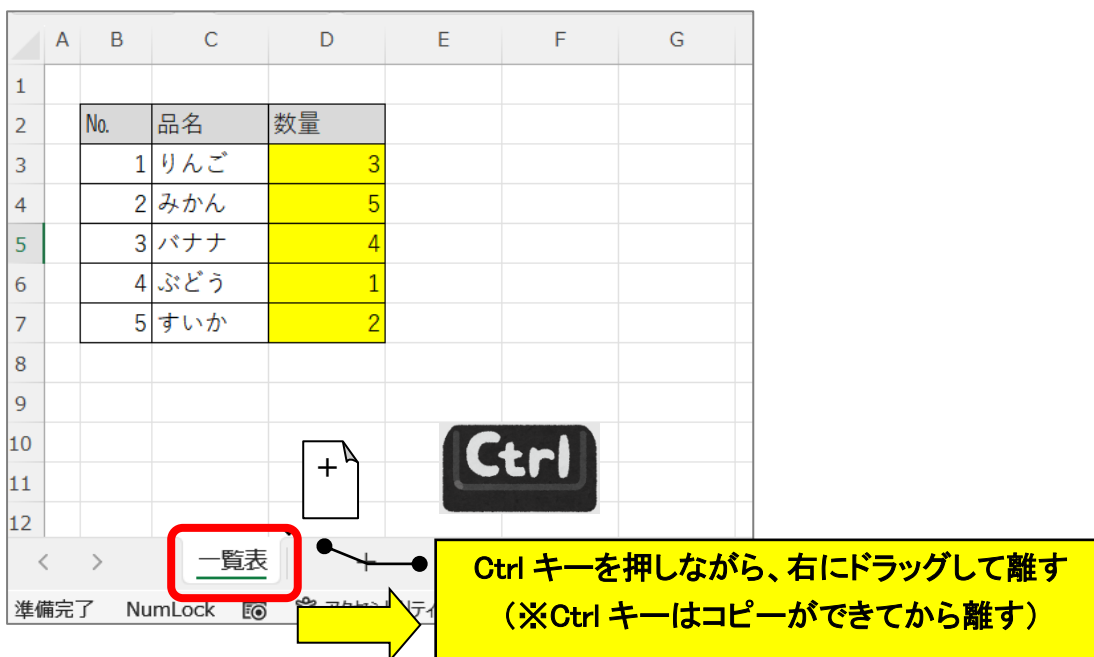 A B C D E F G
1
2 № 品名 数量
3 1 りんご 3
4 2 みかん 5
5 3 バナナ 4
6 4 ぶどう 1
7 5 すいか 2
8
9
10
11
12
+
Ctrl
< > 一覧表 +
準備完了 NumLock
Ctrl キーを押しながら、右にドラッグして離す
（※Ctrl キーはコピーができてから離す）